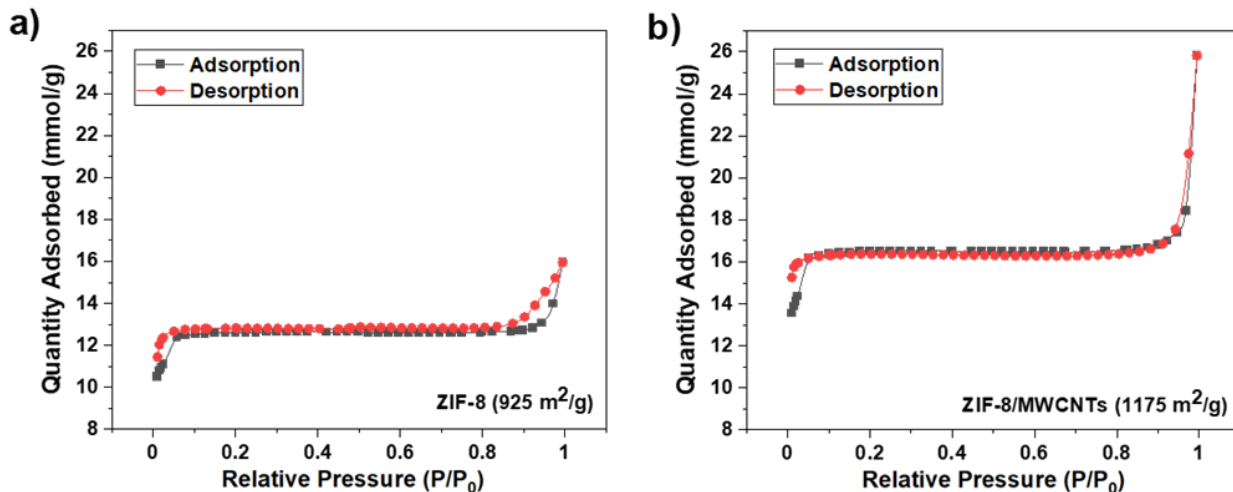 a)
Quantity Adsorbed (mmol/g)
26
24
22
20
18
16
14
12
10
8
Adsorption
Desorption
ZIF-8 (925 m²/g)
0 0.2 0.4 0.6 0.8 1
Relative Pressure (P/P₀)
b)
Quantity Adsorbed (mmol/g)
26
24
22
20
18
16
14
12
10
8
Adsorption
Desorption
ZIF-8/MWCNTs (1175 m²/g)
0 0.2 0.4 0.6 0.8 1
Relative Pressure (P/P₀)